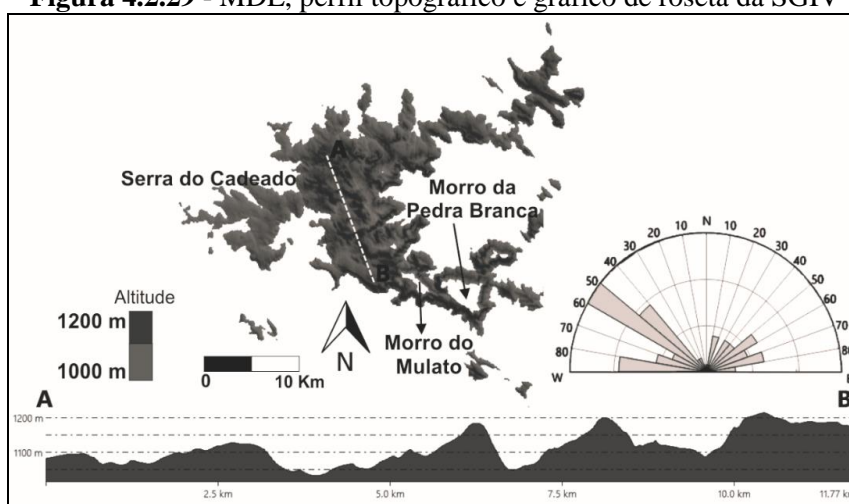 Figura 4.2.29 - MDE, perfil topográfico e gráfico de roseta da SGIV
A
Serra do Cadeado
Morro da
Pedra Branca
B
Altitude
1200 m
1000 m
N
Morro do
Mulato
0 10 Km
N
10 10
20 20
30 30
40 40
50 50
60 60
70 70
80 80
W E
A B
1200 m
1100 m
2.5 km 5.0 km 7.5 km 10.0 km 11.77 km